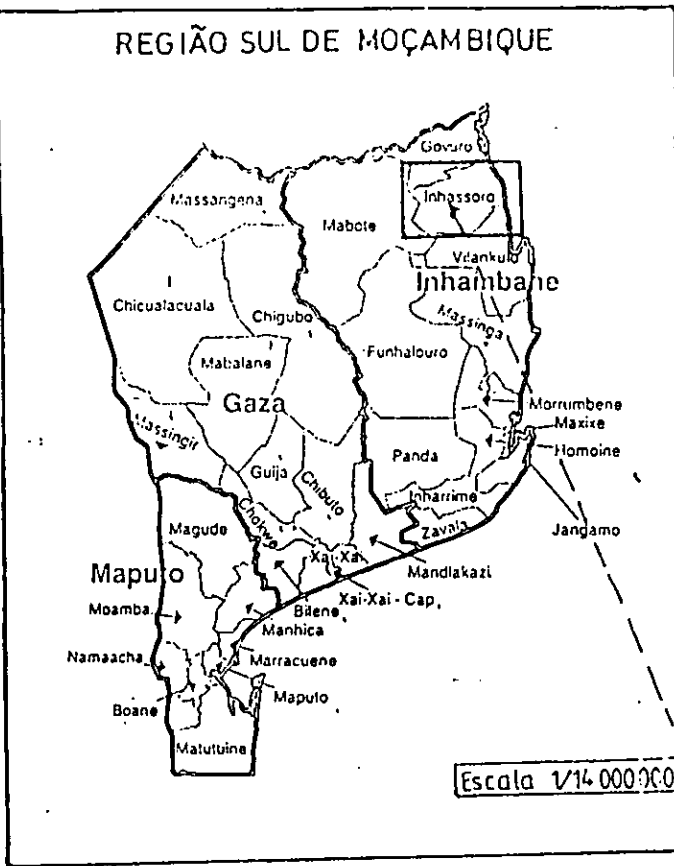 REGIÃO SUL DE MOÇAMBIQUE
Govuro
Massangena
Inhassoro
Mabote
Vilankulo
Inhambane
Chicualacuala
Chigubo
Massinga
Mabalane
Funhalouro
Gaza
Morrumbene
Maxixe
Massingil
Homoine
Panda
Guija
Chibuto
Inharrime
Chokwe
Magude
Zavala
Jangamo
Xai-Xai
Maputo
Mandlakazi
Moamba
Bilene
Xai-Xai-Cap.
Manhica
Namaacha
Marracuene
Maputo
Boane
Matutuine
Escala 1/14 000 000